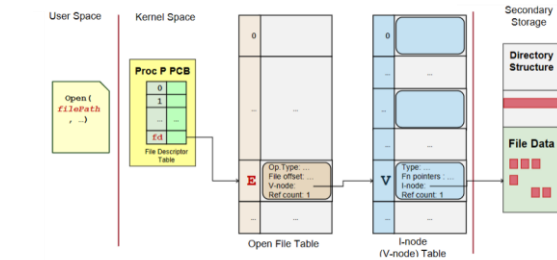 User Space
Kernel Space
Secondary
Storage
Open(
filePath
, …)
Proc P PCB
0
1
...
...
fd
File Descriptor
Table
0
...
...
...
...
...
E
Op.Type: ...
File offset: ...
V-node:
Ref count: 1
...
...
Open File Table
0
...
...
...
...
...
V
Type: ...
Fn pointers : ...
I-node:
Ref count: 1
...
...
I-node
(V-node) Table
Directory
Structure
File Data